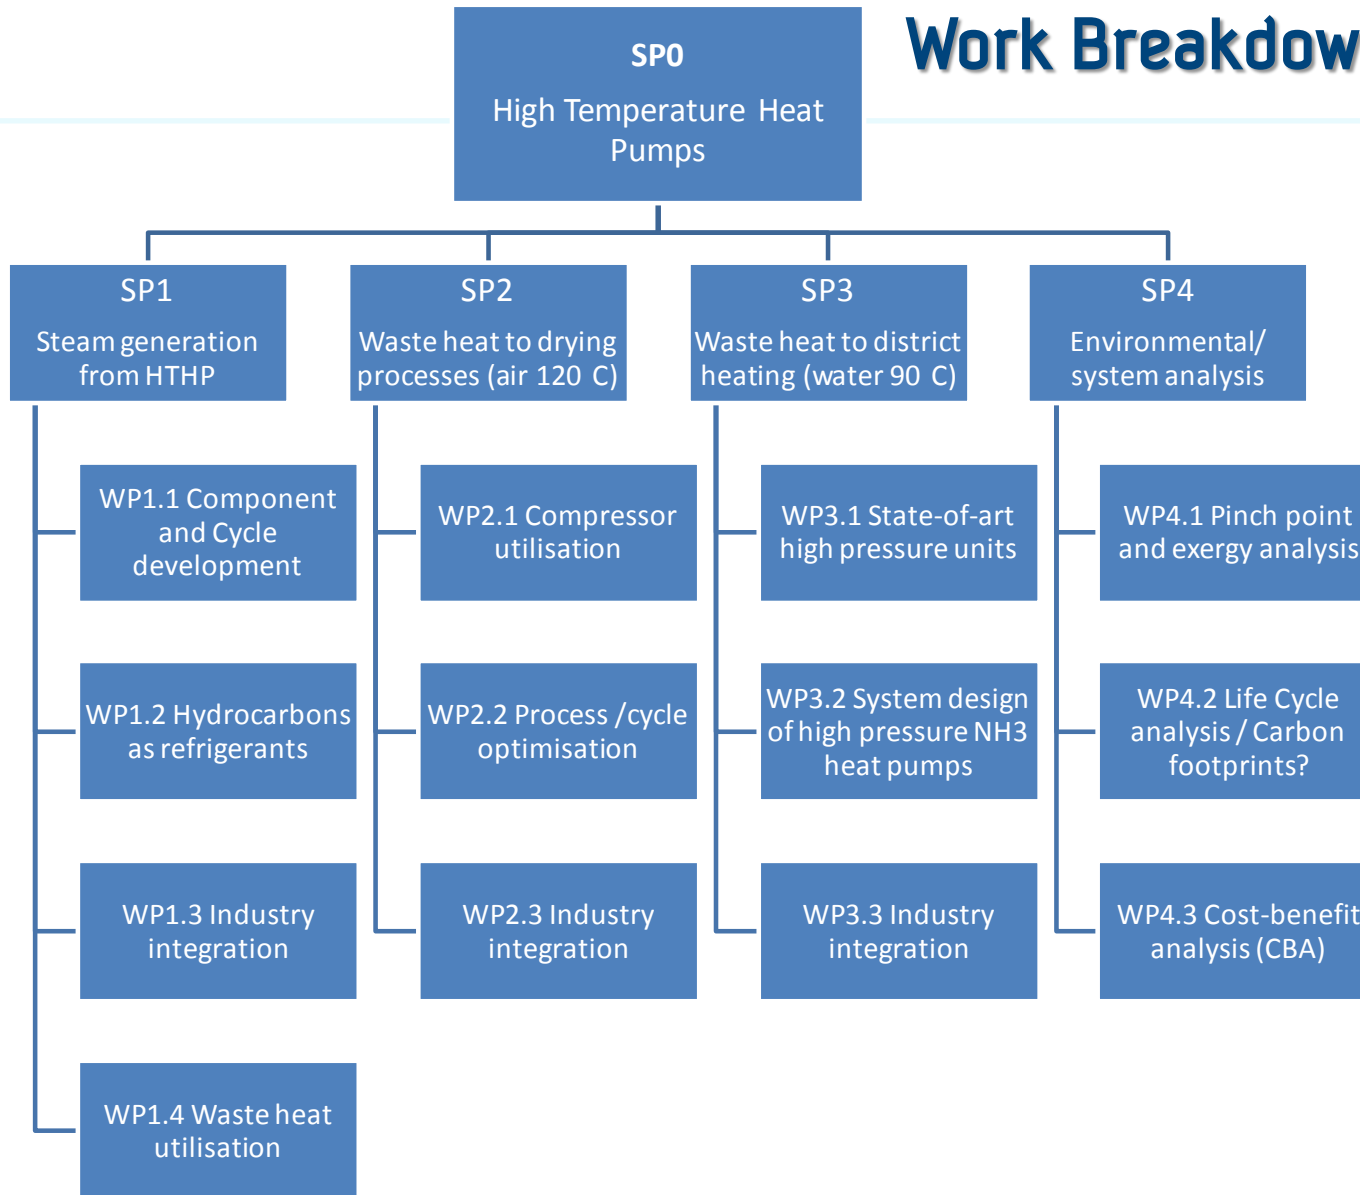 Work Breakdow
SP0
High Temperature Heat
Pumps
SP1
Steam generation
from HTHP
SP2
Waste heat to drying
processes (air 120 C)
SP3
Waste heat to district
heating (water 90 C)
SP4
Environmental/
system analysis
WP1.1 Component
and Cycle
development
WP2.1 Compressor
utilisation
WP3.1 State-of-art
high pressure units
WP4.1 Pinch point
and exergy analysis
WP1.2 Hydrocarbons
as refrigerants
WP2.2 Process /cycle
optimisation
WP3.2 System design
of high pressure NH3
heat pumps
WP4.2 Life Cycle
analysis / Carbon
footprints?
WP1.3 Industry
integration
WP2.3 Industry
integration
WP3.3 Industry
integration
WP4.3 Cost-benefit
analysis (CBA)
WP1.4 Waste heat
utilisation